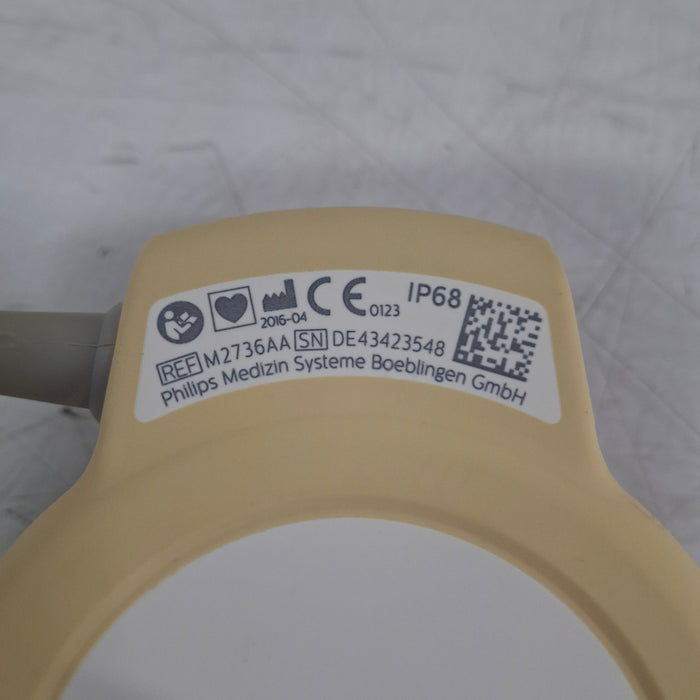 CE 0123 IP68
2016-04
REF M2736AA SN DE43423548
Philips Medizin Systeme Boeblingen GmbH